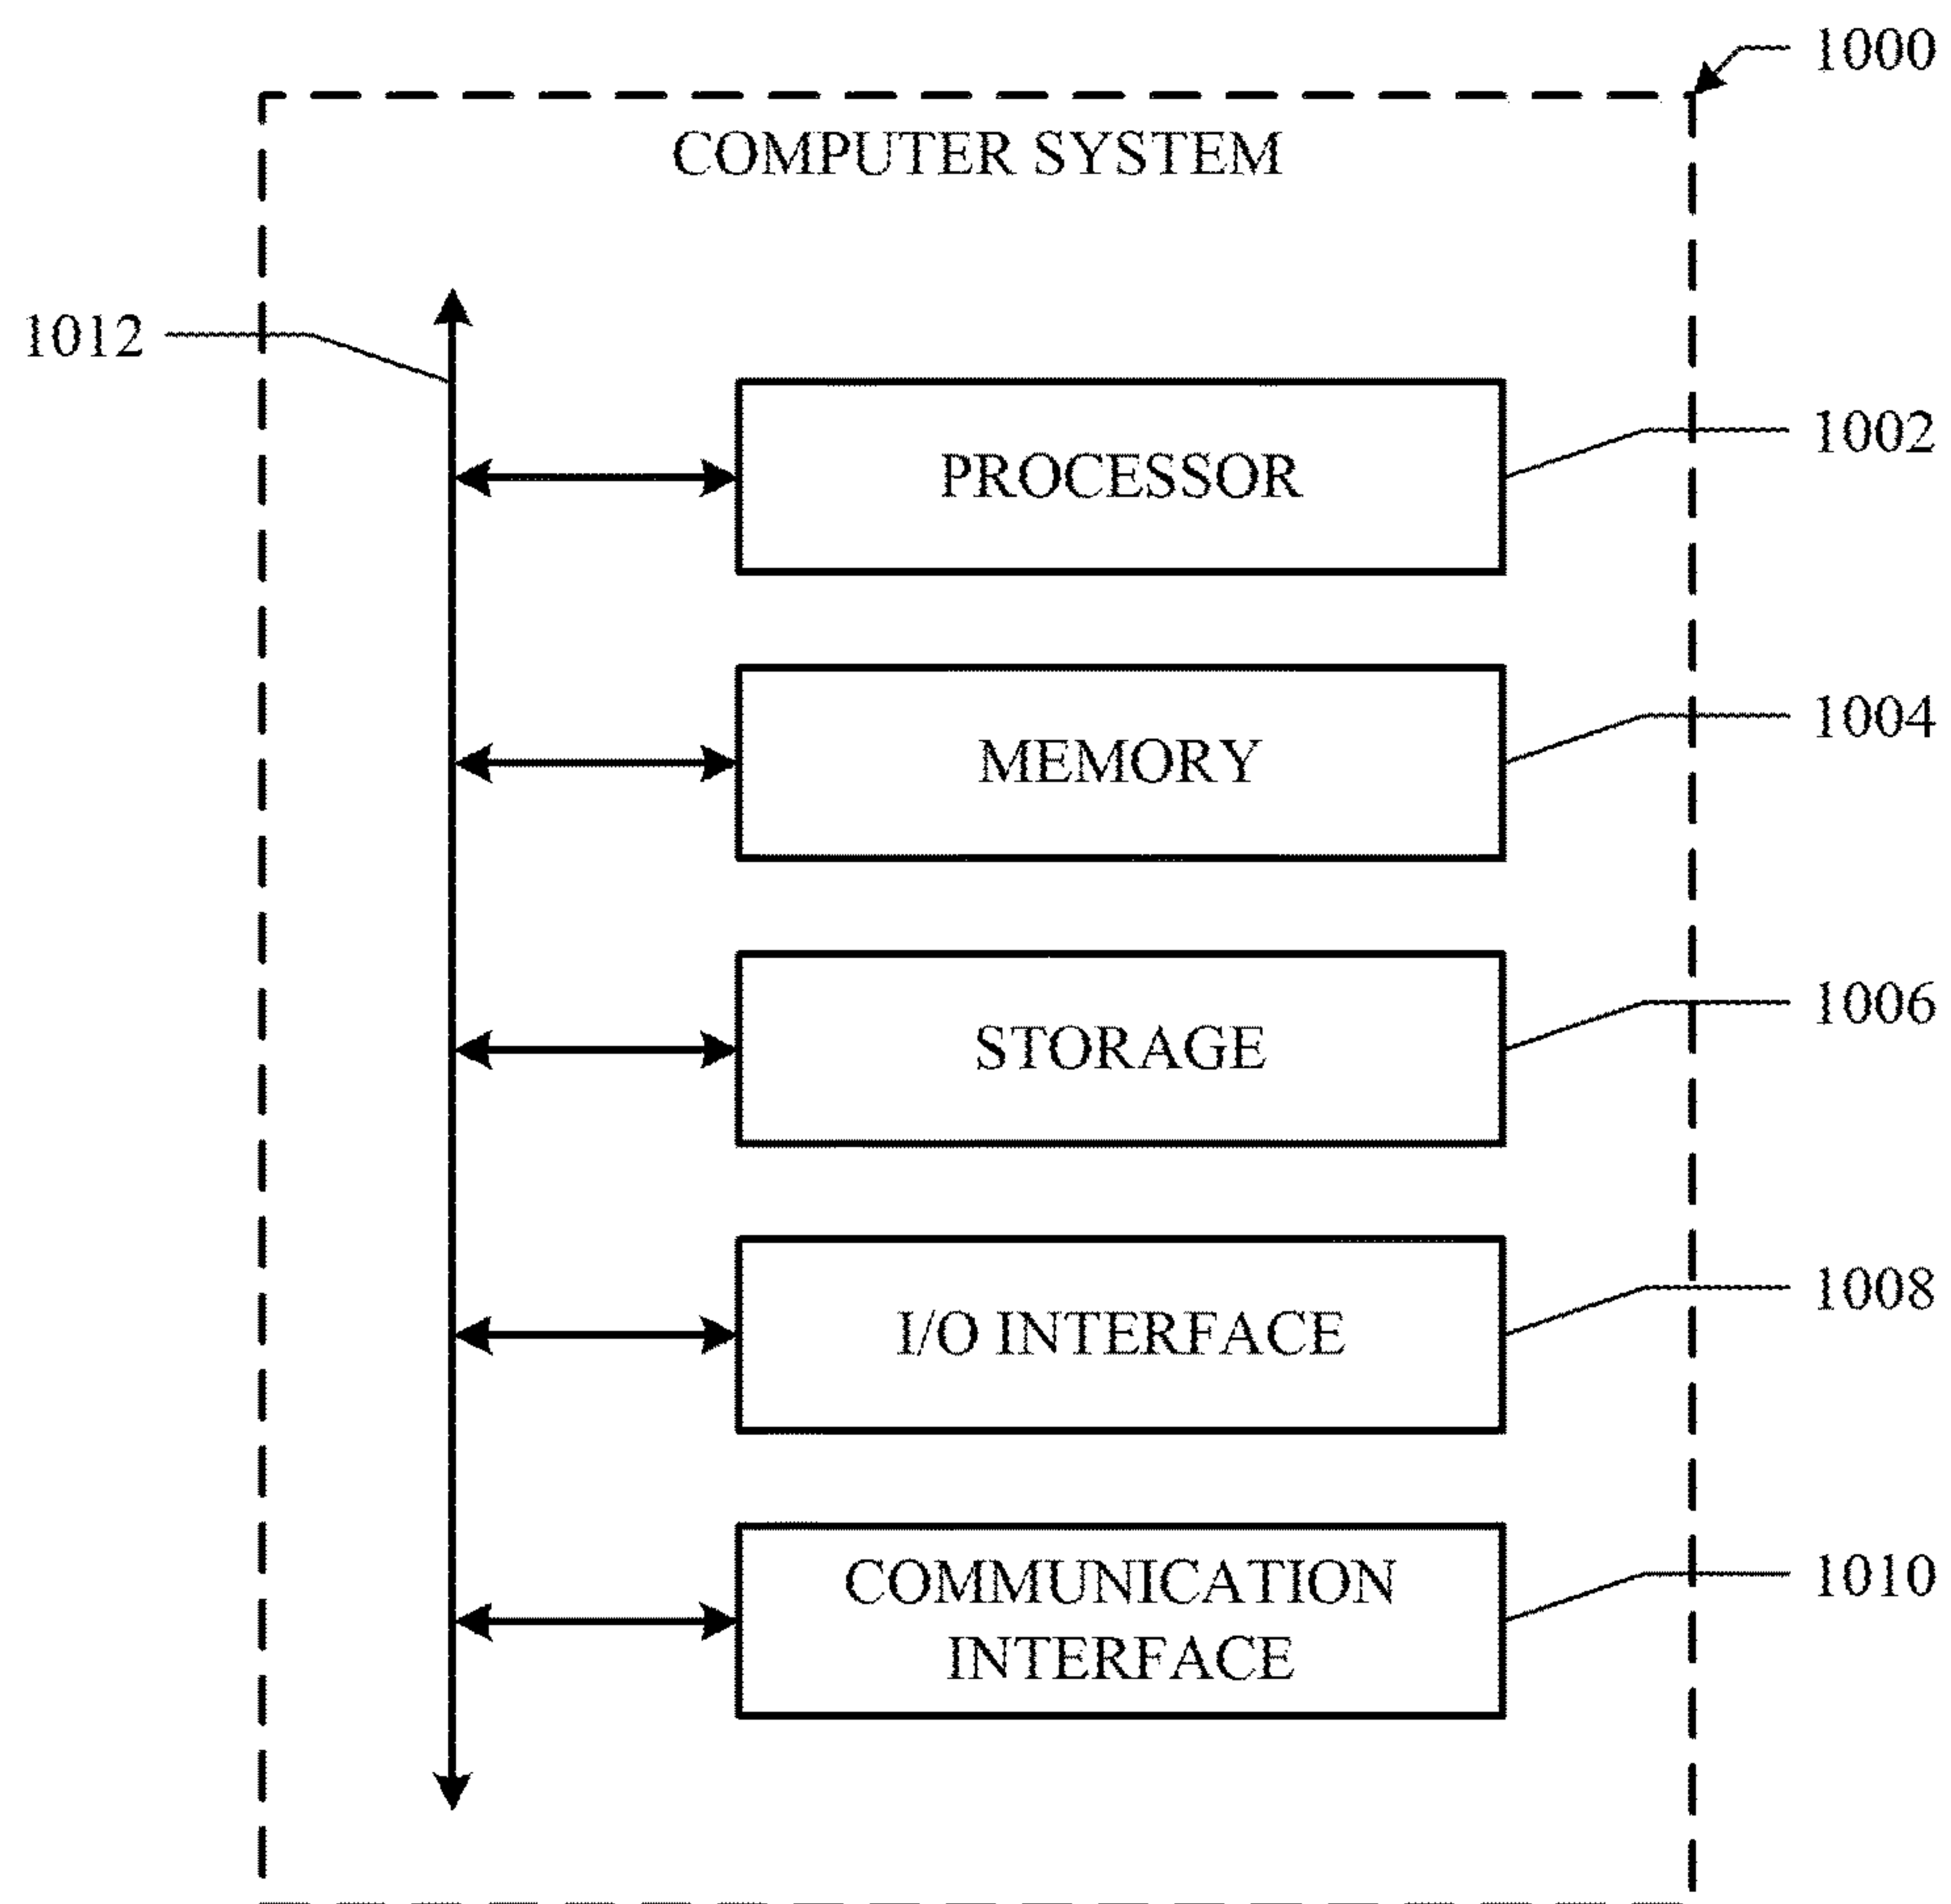 1000
COMPUTER SYSTEM
1012
1002
PROCESSOR
1004
MEMORY
1006
STORAGE
1008
I/O INTERFACE
1010
COMMUNICATION
INTERFACE